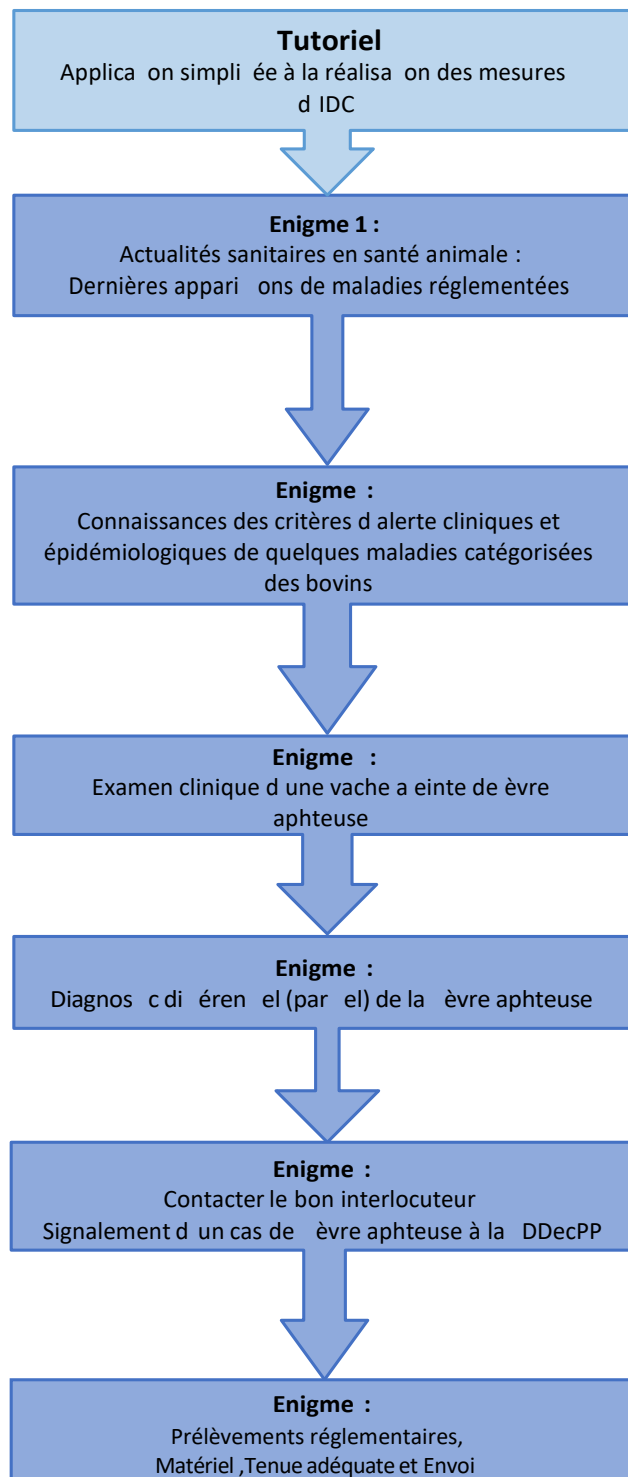 Tutoriel
Applica on simpli ée à la réalisa on des mesures
d IDC
Enigme 1 :
Actualités sanitaires en santé animale :
Dernières appari ons de maladies réglementées
Enigme :
Connaissances des critères d alerte cliniques et
épidémiologiques de quelques maladies catégorisées
des bovins
Enigme :
Examen clinique d une vache a einte de èvre
aphteuse
Enigme :
Diagnos c di éren el (par el) de la èvre aphteuse
Enigme :
Contacter le bon interlocuteur
Signalement d un cas de èvre aphteuse à la DDecPP
Enigme :
Prélèvements réglementaires,
Matériel ,Tenue adéquate et Envoi